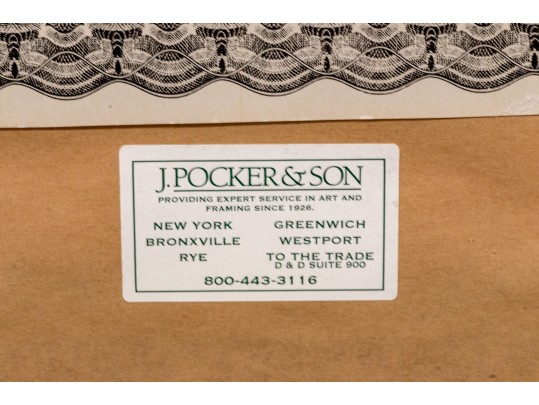 J. POCKER & SON
PROVIDING EXPERT SERVICE IN ART AND
FRAMING SINCE 1926.
NEW YORK GREENWICH
BRONXVILLE WESTPORT
RYE TO THE TRADE
D & D SUITE 900
800-443-3116